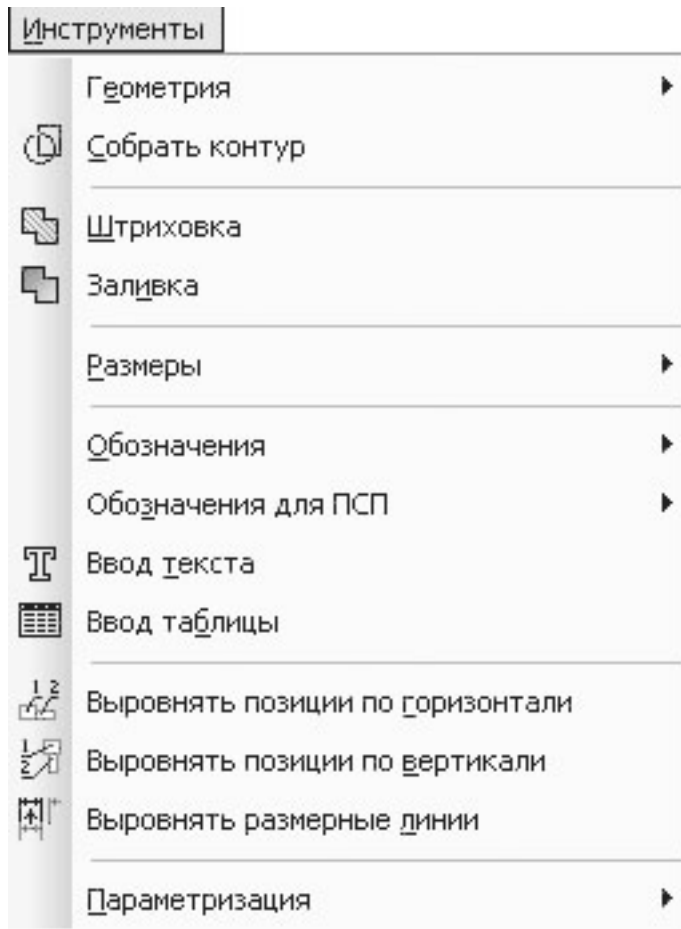 Инструменты
Геометрия
Собрать контур
Штриховка
Заливка
Размеры
Обозначения
Обозначения для ПСП
Ввод текста
Ввод таблицы
Выровнять позиции по горизонтали
Выровнять позиции по вертикали
Выровнять размерные линии
Параметризация